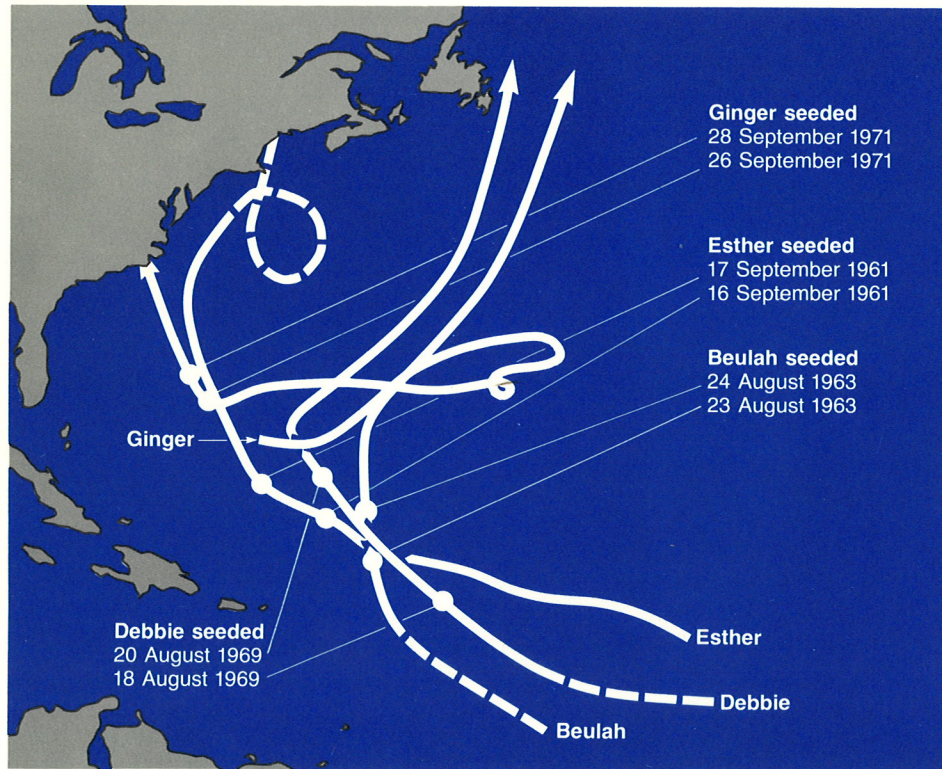 Ginger seeded
28 September 1971
26 September 1971
Esther seeded
17 September 1961
16 September 1961
Beulah seeded
24 August 1963
23 August 1963
Ginger
Debbie seeded
20 August 1969
18 August 1969
Esther
Debbie
Beulah